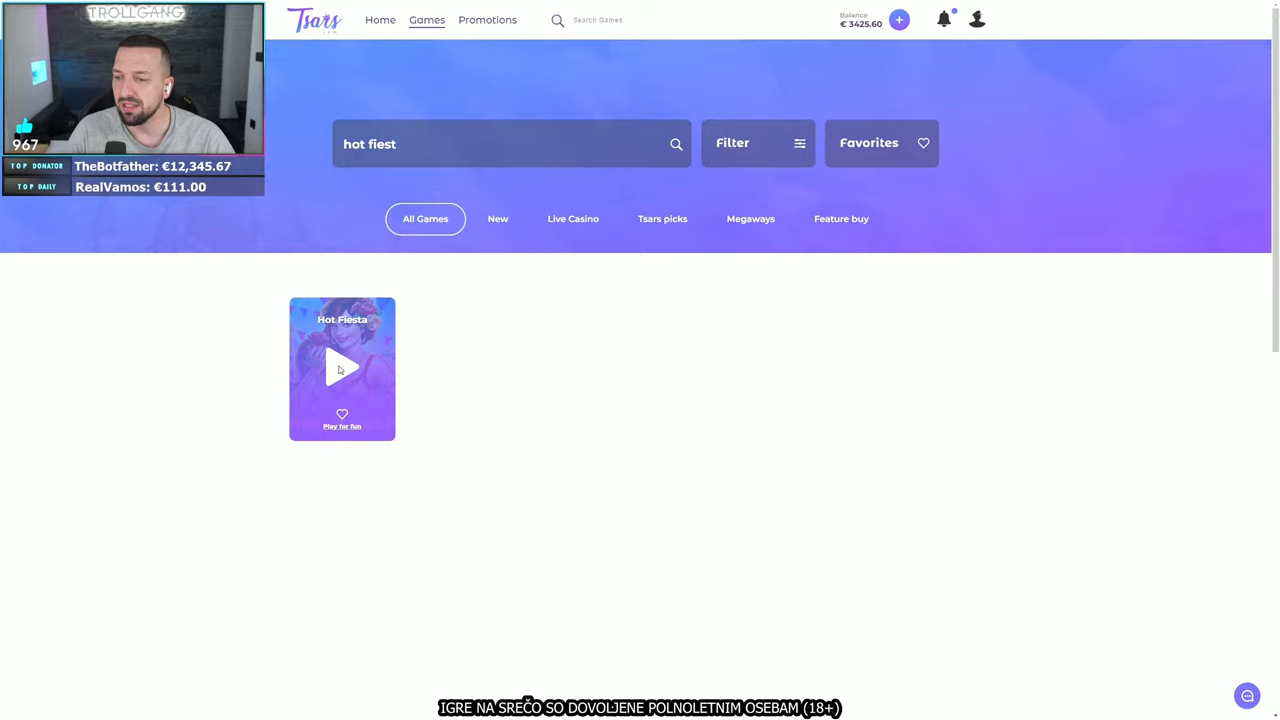 TROLLGANG
967
TOP DONATOR TheBotfather: €12,345.67
TOP DAILY RealVamos: €111.00
Tsars
.com
Home Games Promotions Search Games
Balance
€ 3425.60
hot fiest
Filter
Favorites
All Games New Live Casino Tsars picks Megaways Feature buy
Hot Fiesta
Play for fun
IGRE NA SREČO SO DOVOLJENE POLNOLETNIM OSEBAM (18+)